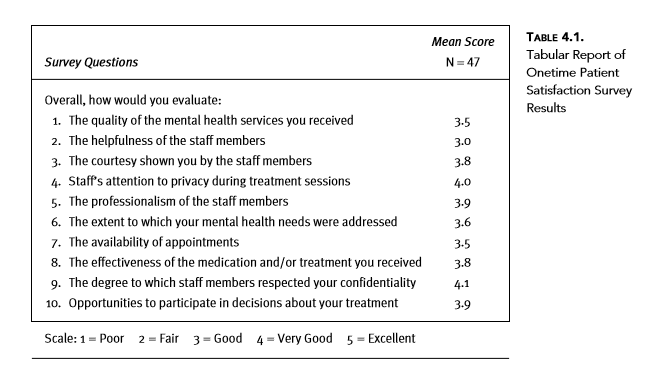 Survey Questions
Mean Score
N = 47
Overall, how would you evaluate:
1. The quality of the mental health services you received 3.5
2. The helpfulness of the staff members 3.0
3. The courtesy shown you by the staff members 3.8
4. Staff's attention to privacy during treatment sessions 4.0
5. The professionalism of the staff members 3.9
6. The extent to which your mental health needs were addressed 3.6
7. The availability of appointments 3.5
8. The effectiveness of the medication and/or treatment you received 3.8
9. The degree to which staff members respected your confidentiality 4.1
10. Opportunities to participate in decisions about your treatment 3.9
Scale: 1 = Poor 2 = Fair 3 = Good 4 = Very Good 5 = Excellent
TABLE 4.1.
Tabular Report of
Onetime Patient
Satisfaction Survey
Results